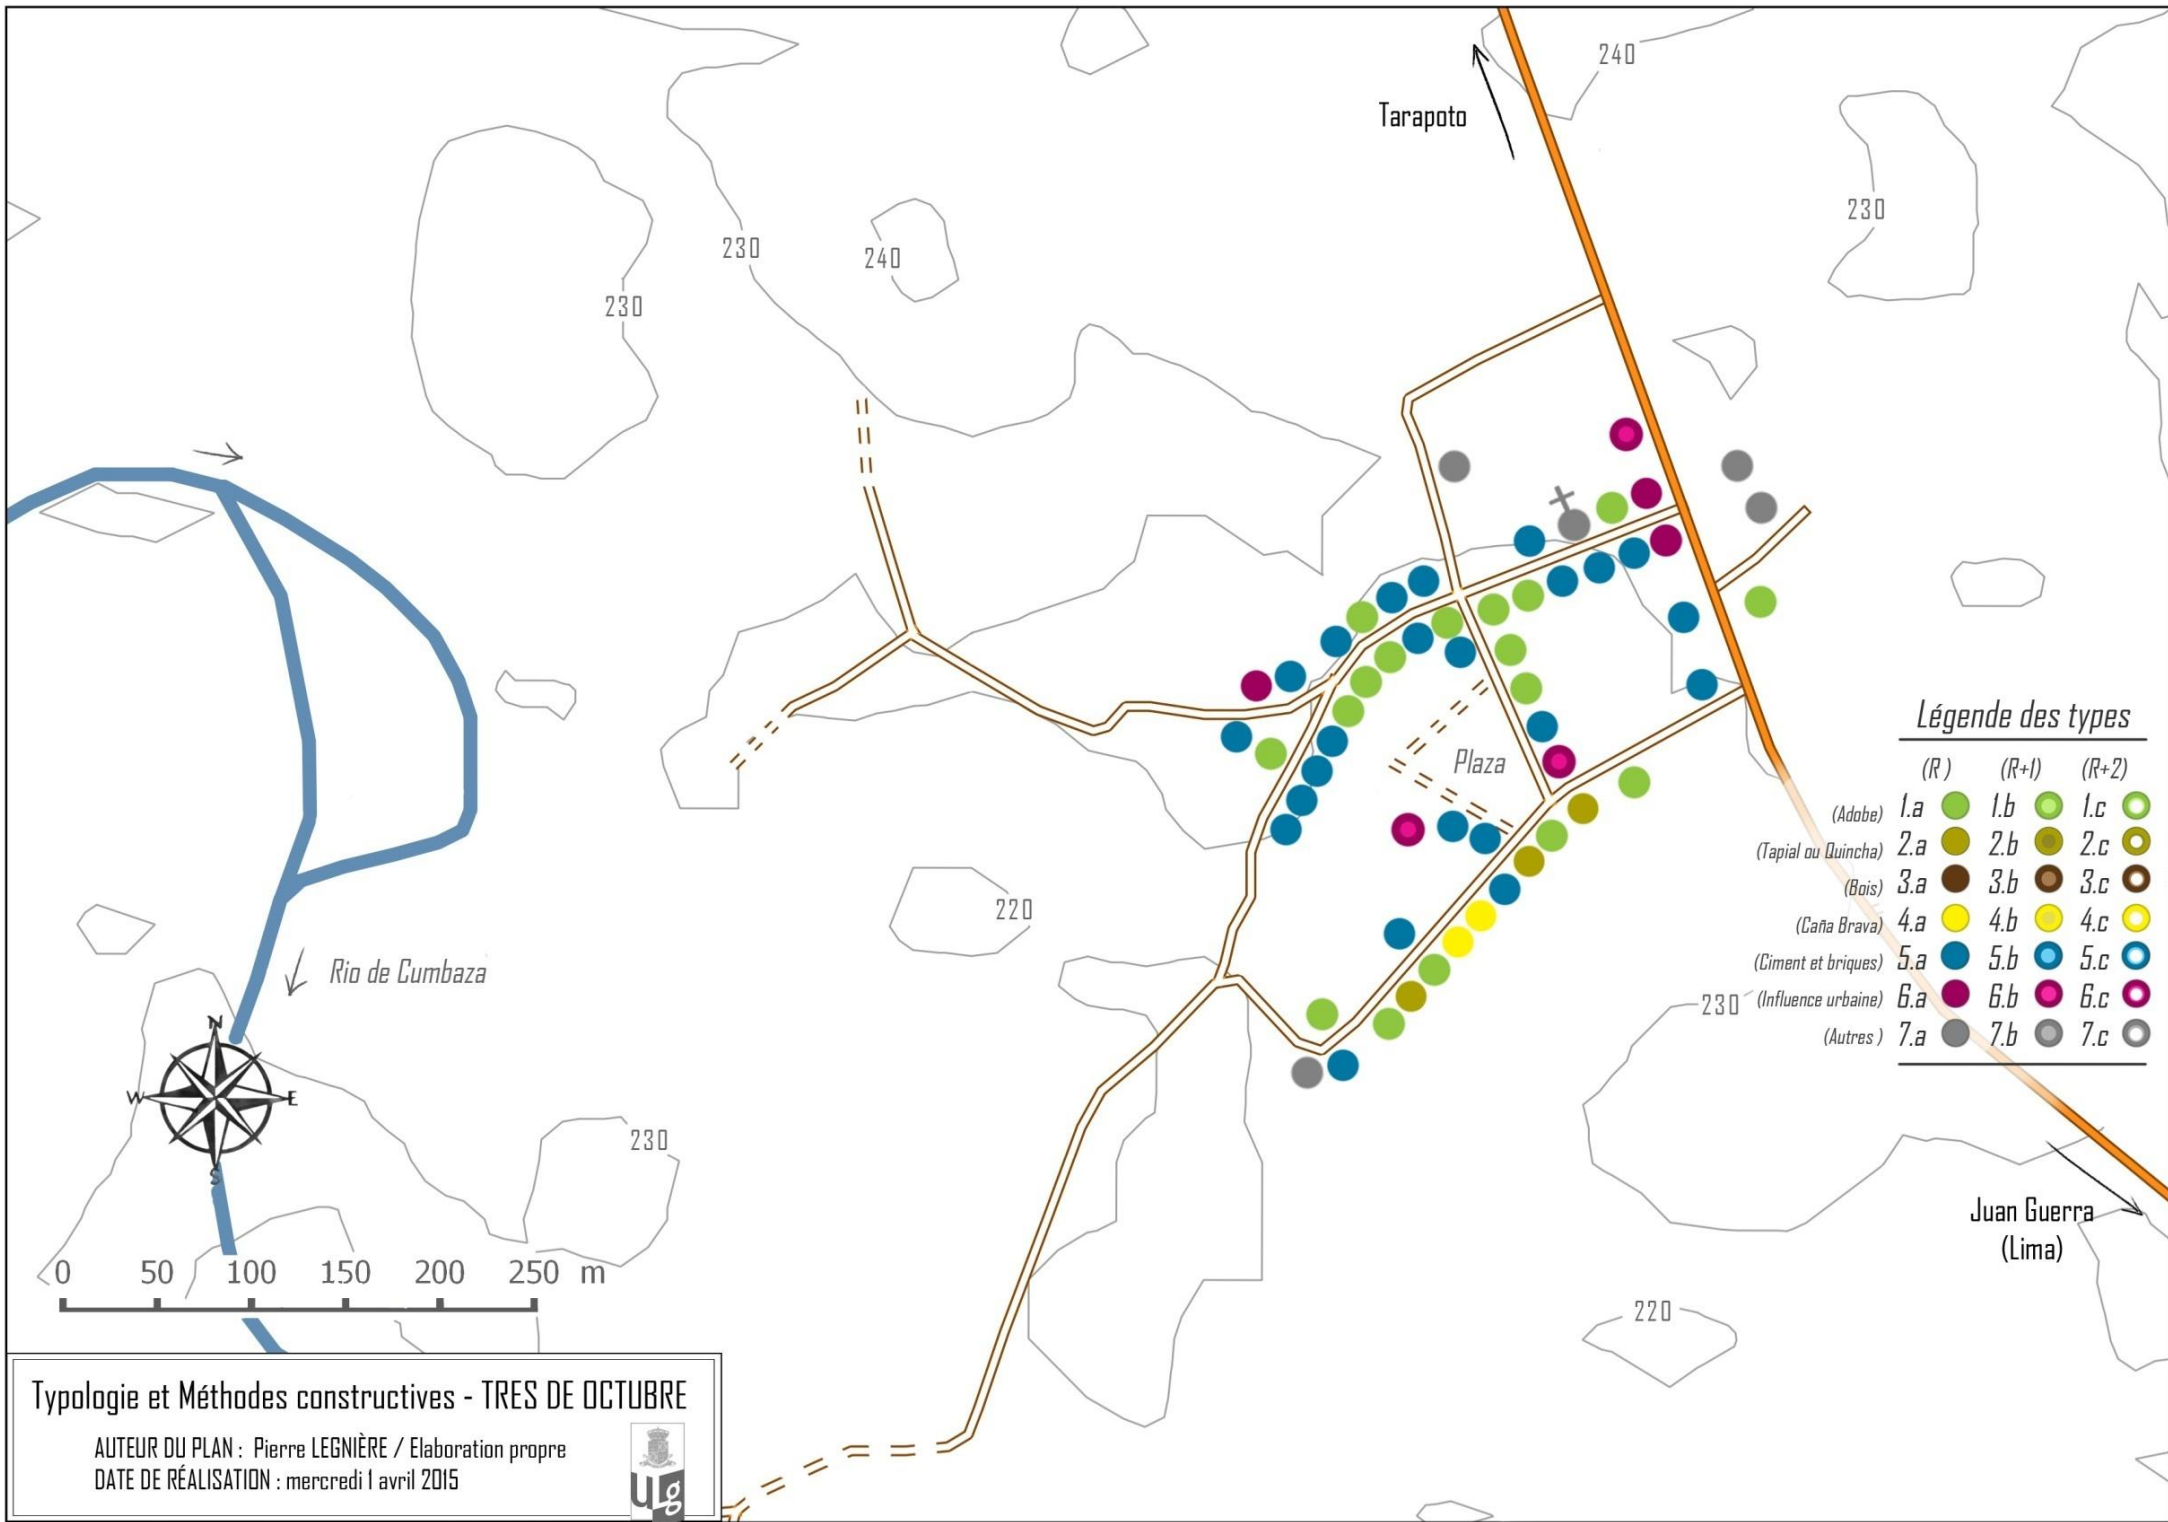 240
Tarapoto
230
230
240
230
Plaza
220
Rio de Cumbaza
N
W E
S
230
230
220
Légende des types
(R) (R+1) (R+2)
(Adobe) 1.a 1.b 1.c
(Tapial ou Quincha) 2.a 2.b 2.c
(Bois) 3.a 3.b 3.c
(Caña Brava) 4.a 4.b 4.c
(Ciment et briques) 5.a 5.b 5.c
(Influence urbaine) 6.a 6.b 6.c
(Autres) 7.a 7.b 7.c
Juan Guerra
(Lima)
0 50 100 150 200 250 m
Typologie et Méthodes constructives - TRES DE OCTUBRE
AUTEUR DU PLAN : Pierre LEGNIÈRE / Elaboration propre
DATE DE RÉALISATION : mercredi 1 avril 2015
ULg